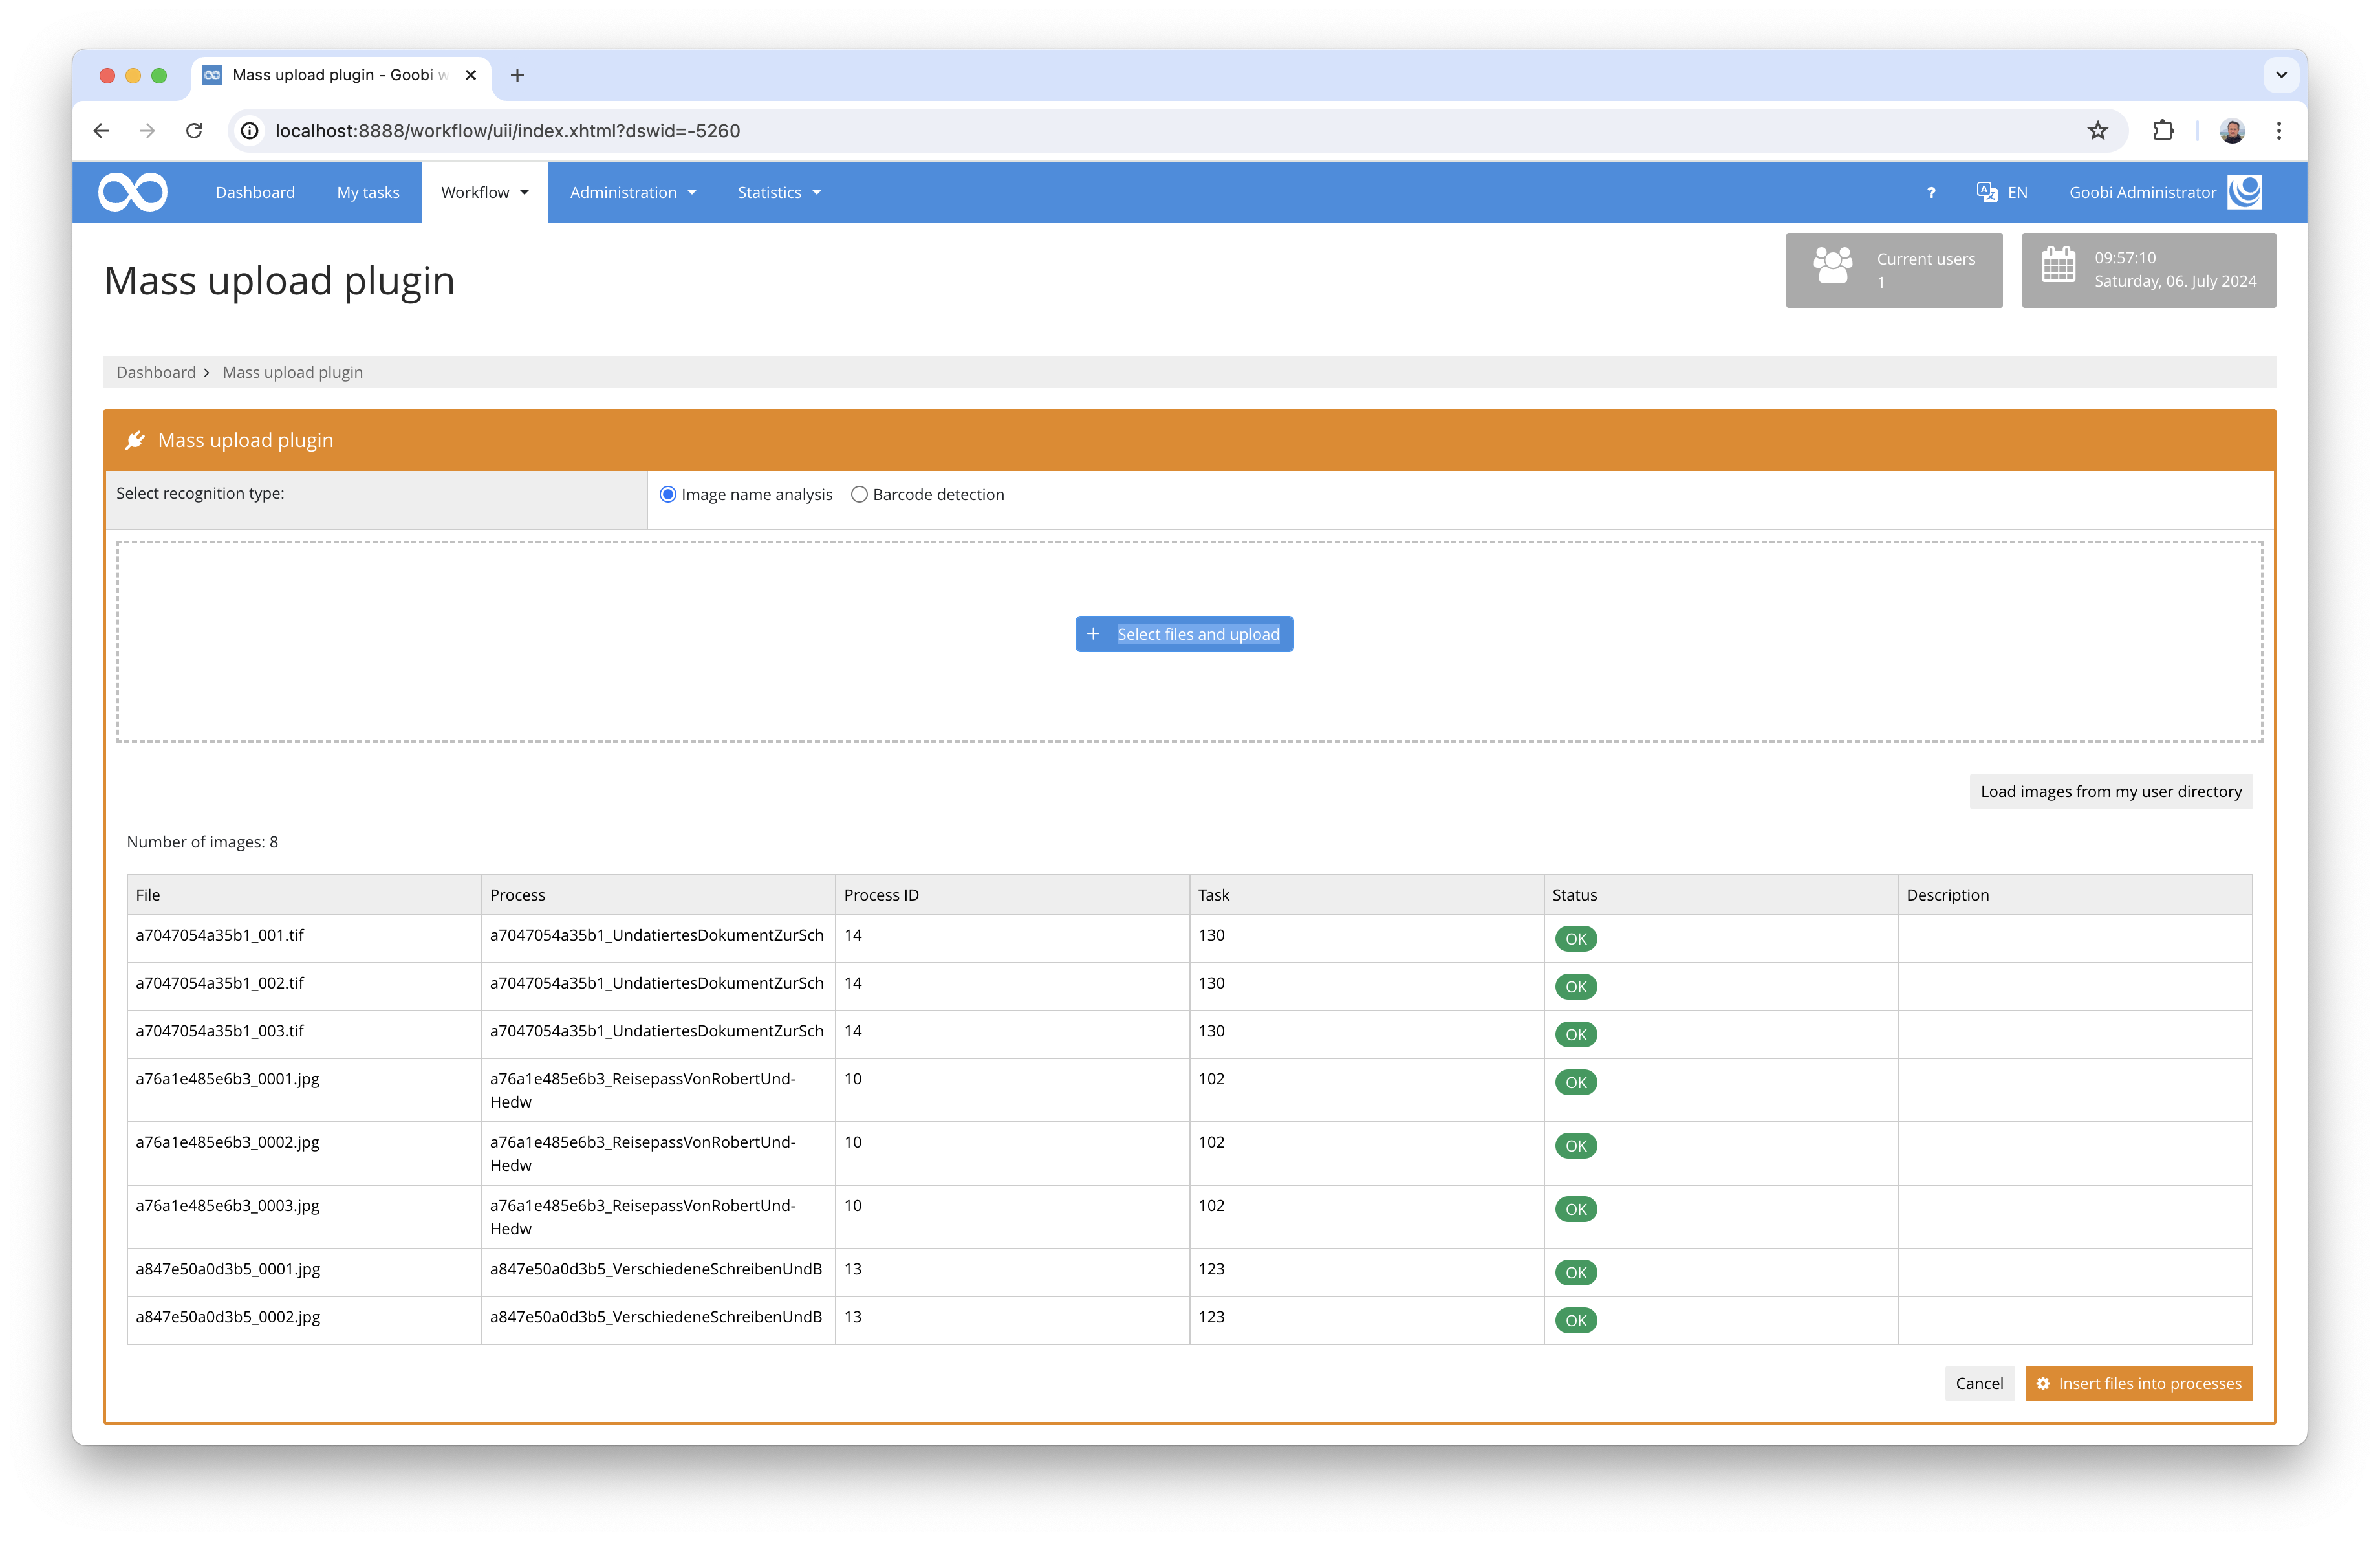 Mass upload plugin - Goobi w
localhost:8888/workflow/uii/index.xhtml?dswid=-5260
Dashboard My tasks Workflow Administration Statistics ? EN Goobi Administrator
Mass upload plugin
Current users
1
09:57:10
Saturday, 06. July 2024
Dashboard Mass upload plugin
Mass upload plugin
Select recognition type: Image name analysis Barcode detection
Select files and upload
Load images from my user directory
Number of images: 8
File Process Process ID Task Status Description
a7047054a35b1_001.tif a7047054a35b1_UndatiertesDokumentZurSch 14 130 OK
a7047054a35b1_002.tif a7047054a35b1_UndatiertesDokumentZurSch 14 130 OK
a7047054a35b1_003.tif a7047054a35b1_UndatiertesDokumentZurSch 14 130 OK
a76a1e485e6b3_0001.jpg a76a1e485e6b3_ReisepassVonRobertUnd- 10 102 OK
Hedw
a76a1e485e6b3_0002.jpg a76a1e485e6b3_ReisepassVonRobertUnd- 10 102 OK
Hedw
a76a1e485e6b3_0003.jpg a76a1e485e6b3_ReisepassVonRobertUnd- 10 102 OK
Hedw
a847e50a0d3b5_0001.jpg a847e50a0d3b5_VerschiedeneSchreibenUndB 13 123 OK
a847e50a0d3b5_0002.jpg a847e50a0d3b5_VerschiedeneSchreibenUndB 13 123 OK
Cancel Insert files into processes